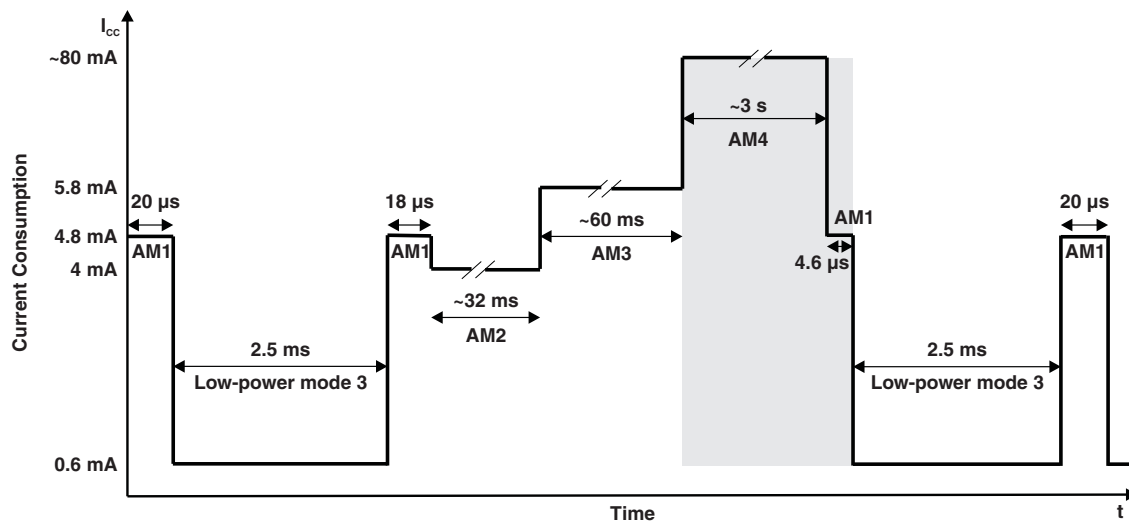 Icc
~80 mA
~3 s
AM4
5.8 mA
20 µs
18 µs
20 µs
4.8 mA
AM1
AM1
~60 ms
AM3
AM1
AM1
4 mA
4.6 µs
~32 ms
AM2
2.5 ms
Low-power mode 3
2.5 ms
Low-power mode 3
0.6 mA
Current Consumption
Time
t